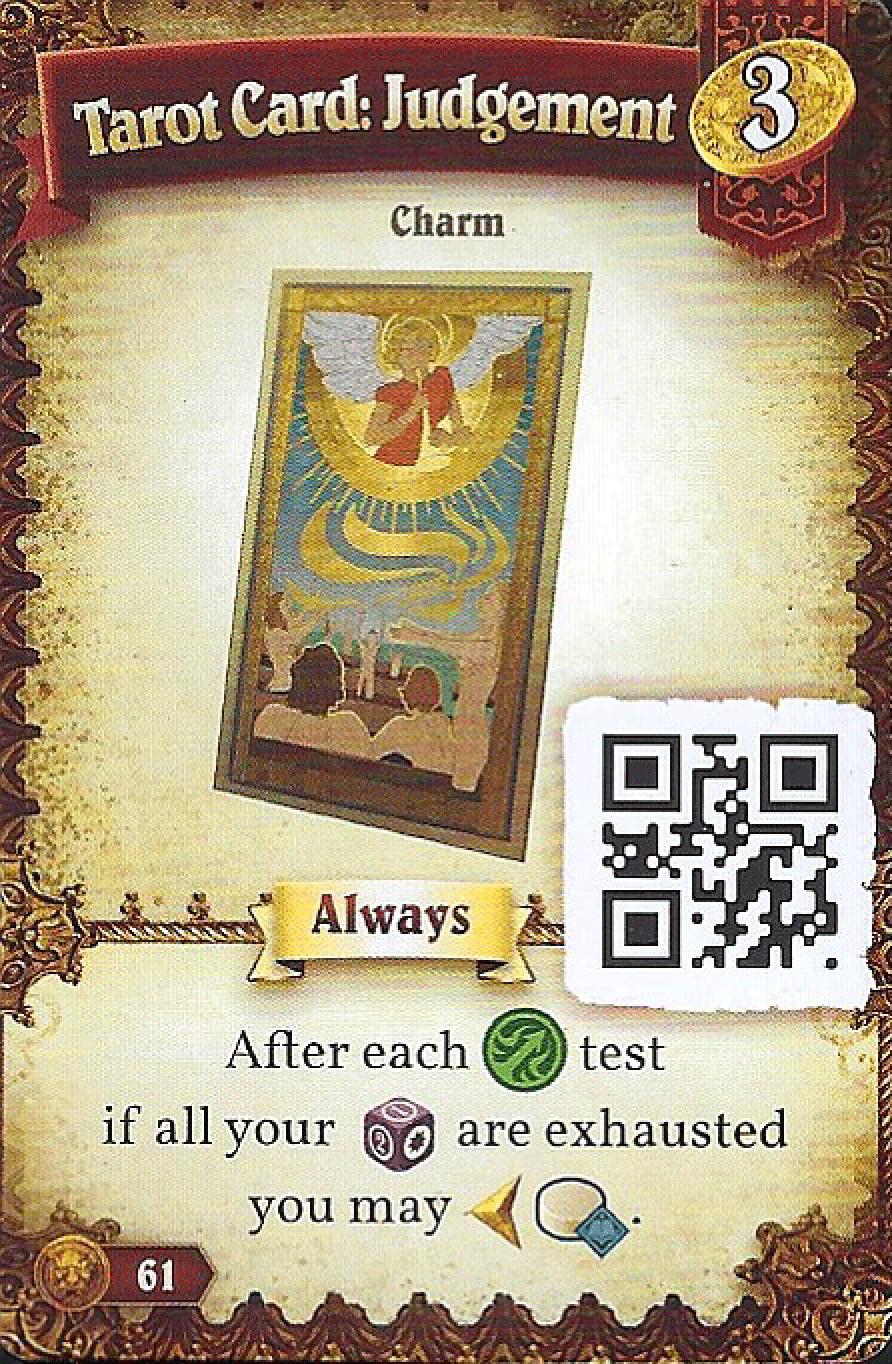 Tarot Card: Judgement
3
Charm
Always
After each test
if all your are exhausted
you may .
61